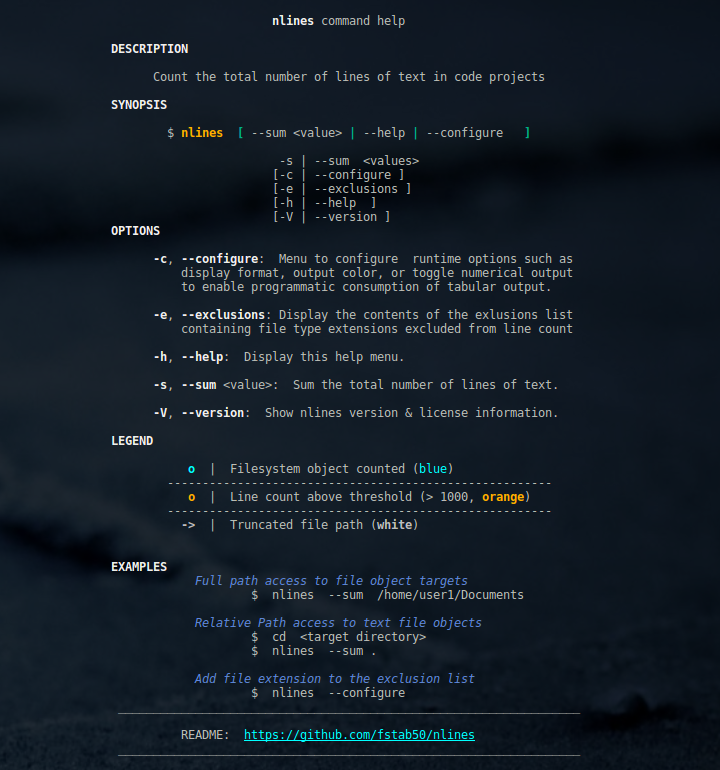 nlines command help
DESCRIPTION
Count the total number of lines of text in code projects
SYNOPSIS
$ nlines [ --sum <value> | --help | --configure ]
-s | --sum <values>
[-c | --configure ]
[-e | --exclusions ]
[-h | --help ]
[-V | --version ]
OPTIONS
-c, --configure: Menu to configure runtime options such as
display format, output color, or toggle numerical output
to enable programmatic consumption of tabular output.
-e, --exclusions: Display the contents of the exlusions list
containing file type extensions excluded from line count
-h, --help: Display this help menu.
-s, --sum <value>: Sum the total number of lines of text.
-V, --version: Show nlines version & license information.
LEGEND
o | Filesystem object counted (blue)
-------------------------------------------------------
o | Line count above threshold (> 1000, orange)
-------------------------------------------------------
-> | Truncated file path (white)
EXAMPLES
Full path access to file object targets
$ nlines --sum /home/user1/Documents
Relative Path access to text file objects
$ cd <target directory>
$ nlines --sum .
Add file extension to the exclusion list
$ nlines --configure
README: https://github.com/fstab50/nlines